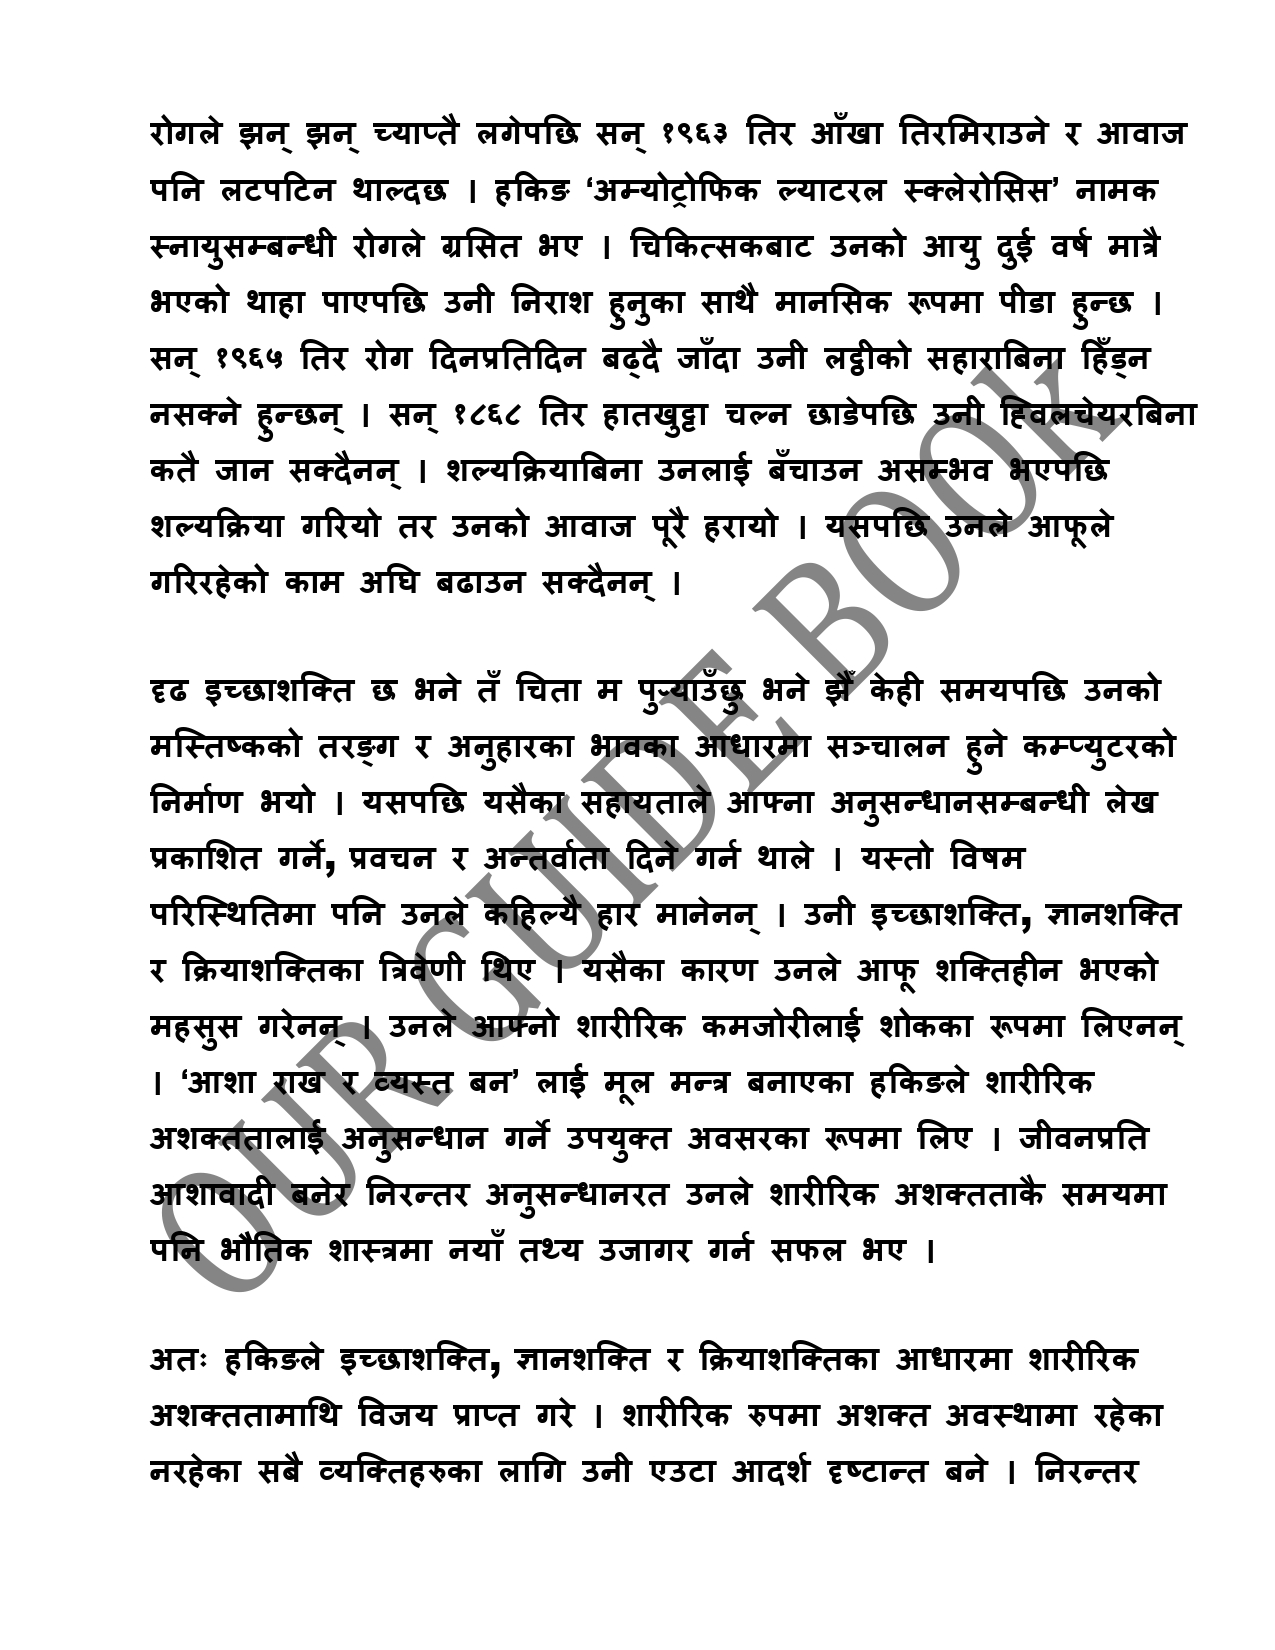 रोगले झन् झन् च्याप्तै लगेपछि सन् १९६३ तिर आँखा तिरमिराउने र आवाज
पनि लटपटिन थाल्दछ । हकिङ ‘अम्योट्रोफिक ल्याटरल स्क्लेरोसिस’ नामक
स्नायुसम्बन्धी रोगले ग्रसित भए । चिकित्सकबाट उनको आयु दुई वर्ष मात्रै
भएको थाहा पाएपछि उनी निराश हुनुका साथै मानसिक रूपमा पीडा हुन्छ ।
सन् १९६५ तिर रोग दिनप्रतिदिन बढ्दै जाँदा उनी लट्ठीको सहाराबिना हिँड्न
नसक्ने हुन्छन् । सन् १८६८ तिर हातखुट्टा चल्न छाडेपछि उनी ह्विलचेयरबिना
कतै जान सक्दैनन् । शल्यक्रियाबिना उनलाई बँचाउन असम्भव भएपछि
शल्यक्रिया गरियो तर उनको आवाज पूरै हरायो । यसपछि उनले आफूले
गरिरहेको काम अघि बढाउन सक्दैनन् ।
दृढ इच्छाशक्ति छ भने तँ चिता म पुऱ्याउँछु भने झैँ केही समयपछि उनको
मस्तिष्कको तरङ्ग र अनुहारका भावका आधारमा सञ्चालन हुने कम्प्युटरको
निर्माण भयो । यसपछि यसैका सहायताले आफ्ना अनुसन्धानसम्बन्धी लेख
प्रकाशित गर्ने, प्रवचन र अन्तर्वार्ता दिने गर्न थाले । यस्तो विषम
परिस्थितिमा पनि उनले कहिल्यै हार मानेनन् । उनी इच्छाशक्ति, ज्ञानशक्ति
र क्रियाशक्तिका त्रिवेणी थिए । यसैका कारण उनले आफू शक्तिहीन भएको
महसुस गरेनन् । उनले आफ्नो शारीरिक कमजोरीलाई शोकका रूपमा लिएनन्
। ‘आशा राख र व्यस्त बन’ लाई मूल मन्त्र बनाएका हकिङले शारीरिक
अशक्ततालाई अनुसन्धान गर्ने उपयुक्त अवसरका रूपमा लिए । जीवनप्रति
आशावादी बनेर निरन्तर अनुसन्धानरत उनले शारीरिक अशक्तताकै समयमा
पनि भौतिक शास्त्रमा नयाँ तथ्य उजागर गर्न सफल भए ।
अतः हकिङले इच्छाशक्ति, ज्ञानशक्ति र क्रियाशक्तिका आधारमा शारीरिक
अशक्ततामाथि विजय प्राप्त गरे । शारीरिक रुपमा अशक्त अवस्थामा रहेका
नरहेका सबै व्यक्तिहरुका लागि उनी एउटा आदर्श दृष्टान्त बने । निरन्तर
OUR GUIDE BOOk